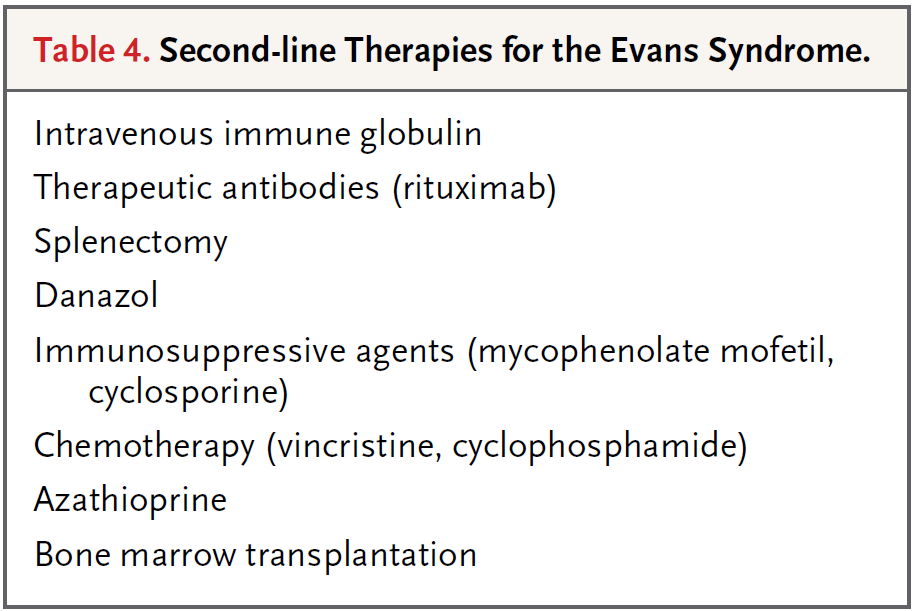 Table 4. Second-line Therapies for the Evans Syndrome.
Intravenous immune globulin
Therapeutic antibodies (rituximab)
Splenectomy
Danazol
Immunosuppressive agents (mycophenolate mofetil,
cyclosporine)
Chemotherapy (vincristine, cyclophosphamide)
Azathioprine
Bone marrow transplantation